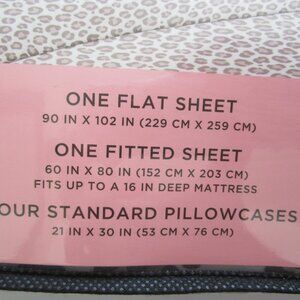 ONE FLAT SHEET
90 IN X 102 IN (229 CM X 259 CM)
ONE FITTED SHEET
60 IN X 80 IN (152 CM X 203 CM)
FITS UP TO A 16 IN DEEP MATTRESS
OUR STANDARD PILLOWCASES
21 IN X 30 IN (53 CM X 76 CM)